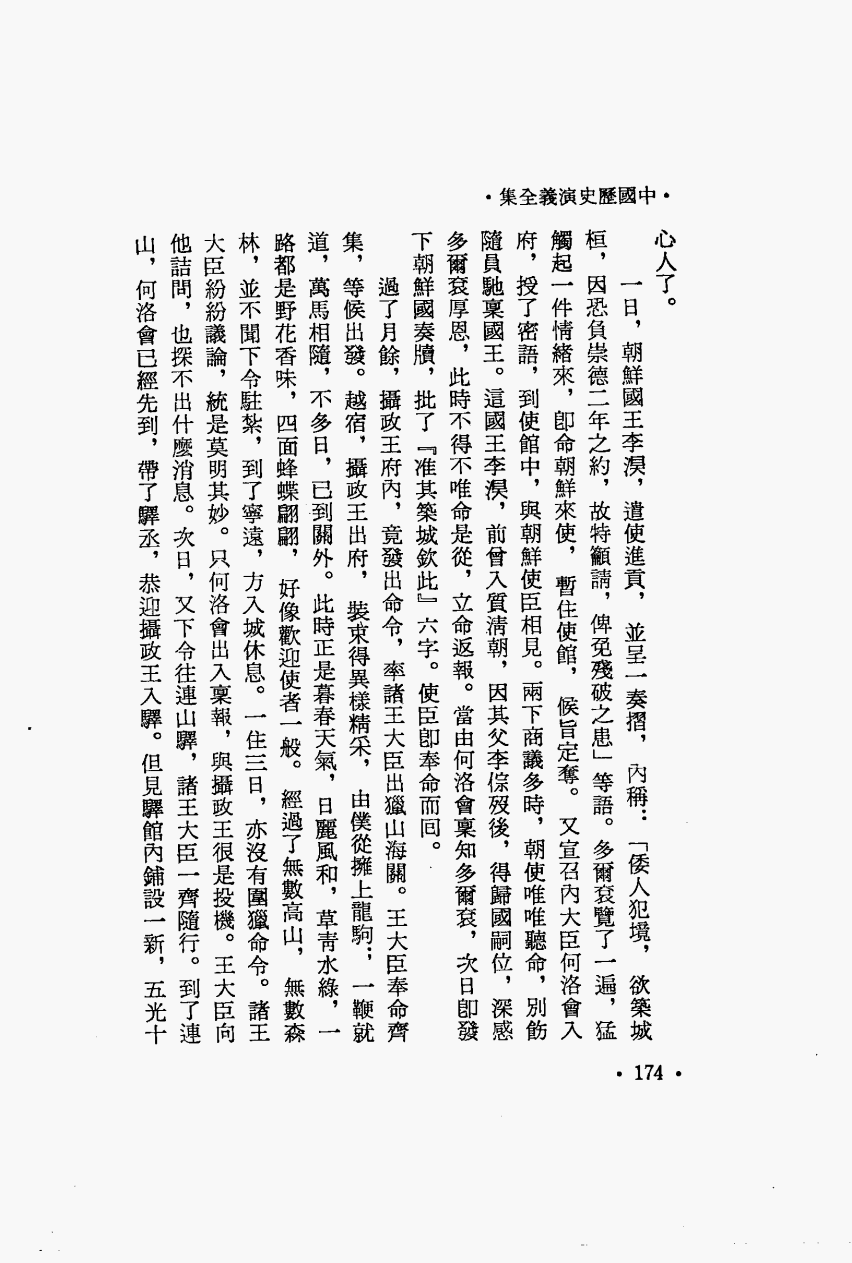 •中國歷史演義全集•
心人了。
一日，朝鮮國王李淏，遣使進貢，並呈一奏摺，內稱：「倭人犯境，欲築城
桓，因恐負崇德二年之約，故特籲請，俾免殘破之患」等語。多爾袞覽了一遍，猛
觸起一件情緒來，卽命朝鮮來使，暫住使館，候旨定奪。又宣召內大臣何洛會入
府，授了密語，到使館中，與朝鮮使臣相見。兩下商議多時，朝使唯唯聽命，別飭
隨員馳稟國王。這國王李淏，前曾入質清朝，因其父李倧歿後，得歸國嗣位，深感
多爾袞厚恩，此時不得不唯命是從，立命返報。當由何洛會稟知多爾袞，次日卽發
下朝鮮國奏牘，批了『准其築城欽此』六字。使臣卽奉命而回。
過了月餘，攝政王府內，竟發出命令，率諸王大臣出獵山海關。王大臣奉命齊
集，等候出發。越宿，攝政王出府，裝束得異樣精采，由僕從擁上龍駒；，一鞭就
道，萬馬相隨，不多日，已到關外。此時正是暮春天氣，日麗風和，草靑水綠，一
路都是野花香味，四面蜂蝶翩翩，好像歡迎使者一般。經過了無數高山，無數森
林，並不聞下令駐紮，到了寧遠，方入城休息。一住三日，亦沒有圍獵命令。諸王
大臣紛紛議論，統是莫明其妙。只何洛會出入稟報，與攝政王很是投機。王大臣向
他詰問，也探不出什麼消息。次日，又下令往連山驛，諸王大臣一齊隨行。到了連
山，何洛會已經先到，帶了驛丞，恭迎攝政王入驛。但見驛館內鋪設一新，五光十
• 174 •